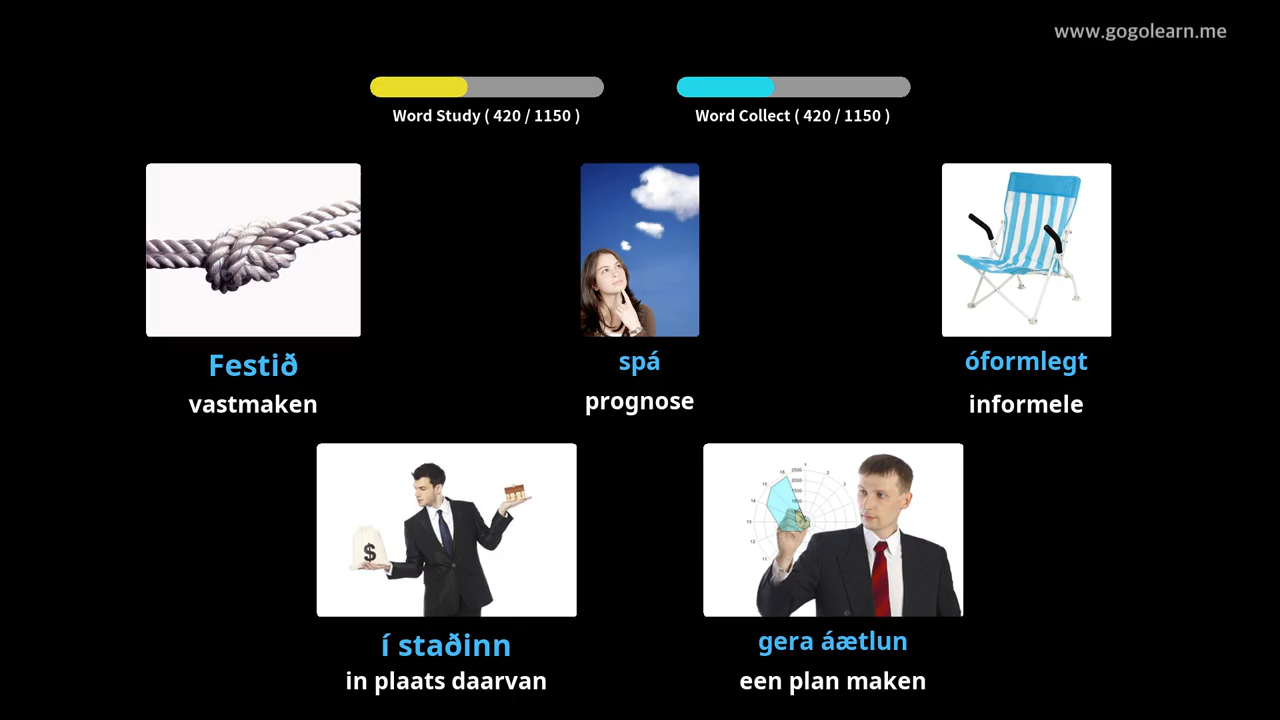 www.gogolearn.me
Word Study ( 420 / 1150 )
Word Collect ( 420 / 1150 )
Festið
vastmaken
spá
prognose
óformlegt
informele
$
í staðinn
in plaats daarvan
gera áætlun
een plan maken